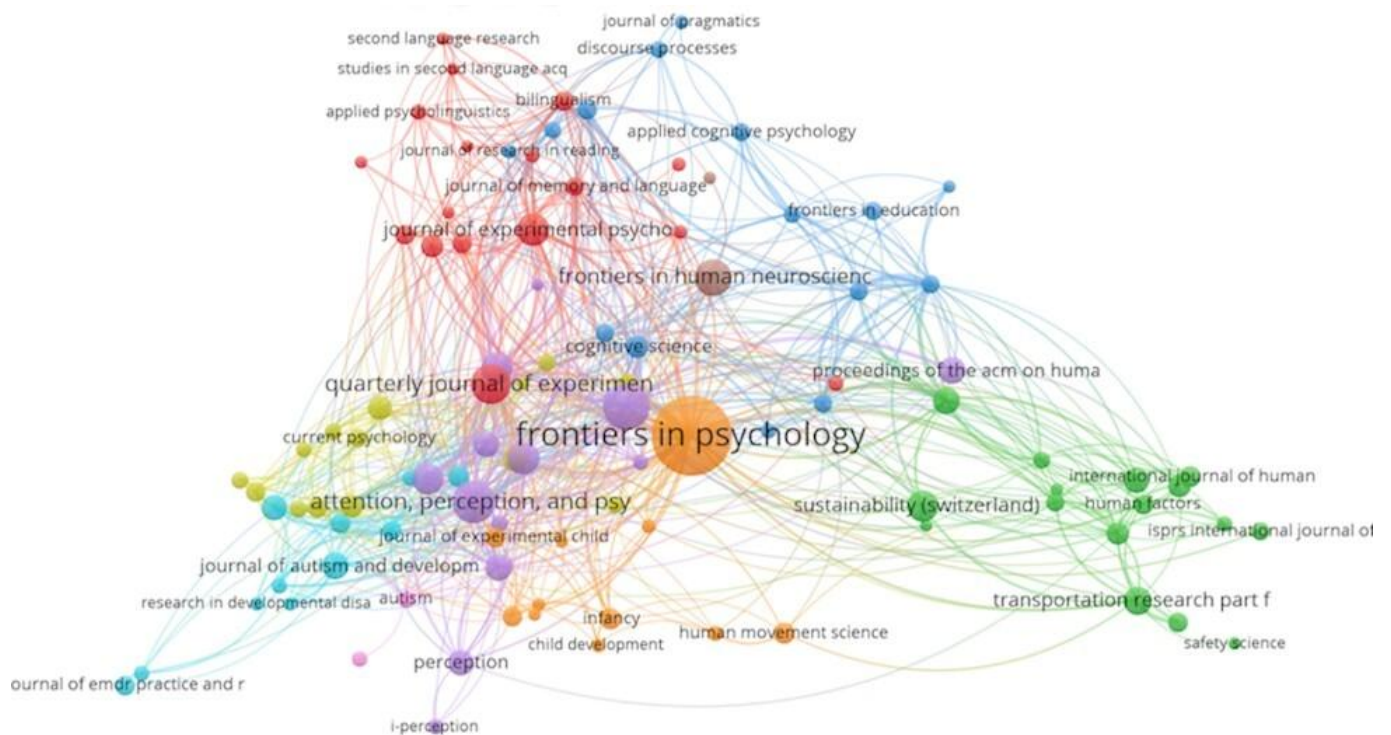 journal of pragmatics
second language research
discourse processes
studies in second language acq
bilingualism
applied psycholinguistics
applied cognitive psychology
journal of research in reading
journal of memory and language
frontiers in education
journal of experimental psycho
frontiers in human neuroscienc
cognitive science
proceedings of the acm on huma
quarterly journal of experimen
frontiers in psychology
current psychology
international journal of human
attention, perception, and psy
sustainability (switzerland)
human factors
isprs international journal of
journal of experimental child
journal of autism and developm
research in developmental disa
autism
transportation research part f
infancy
human movement science
child development
safety science
perception
ournal of emdr practice and r
i-perception